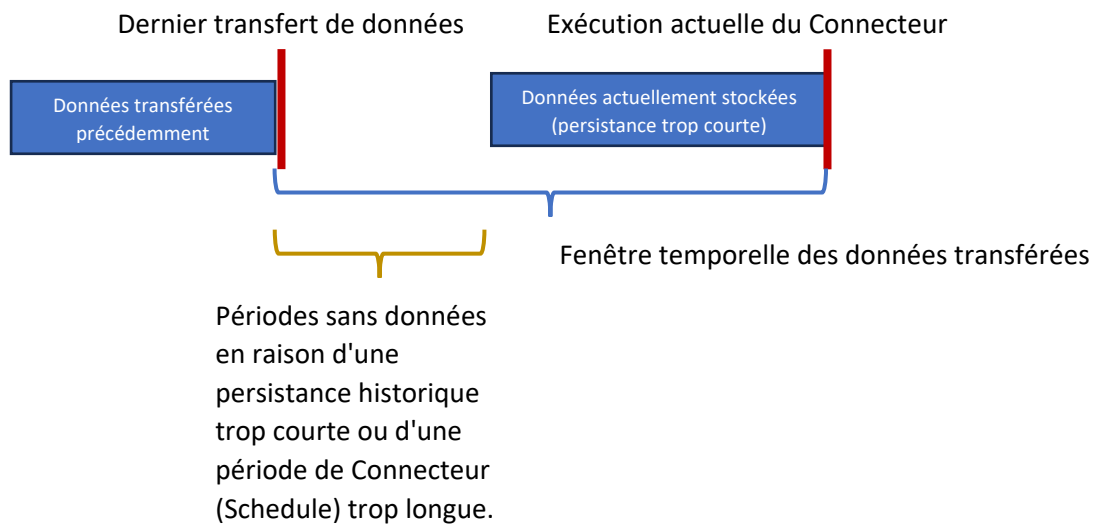 Dernier transfert de données
Exécution actuelle du Connecteur
Données transférées
précédemment
Données actuellement stockées
(persistance trop courte)
Fenêtre temporelle des données transférées
Périodes sans données
en raison d'une
persistance historique
trop courte ou d'une
période de Connecteur
(Schedule) trop longue.